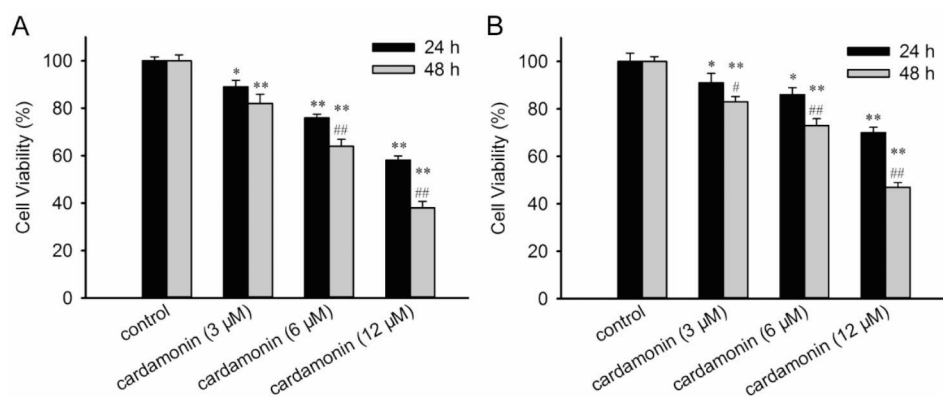 A
Cell Viability (%)
100
80
60
40
20
0
24 h
48 h
*
**
**
**
##
**
**
##
control
cardamonin (3 µM)
cardamonin (6 µM)
cardamonin (12 µM)
B
Cell Viability (%)
100
80
60
40
20
0
24 h
48 h
*
**
#
*
**
##
**
**
##
control
cardamonin (3 µM)
cardamonin (6 µM)
cardamonin (12 µM)